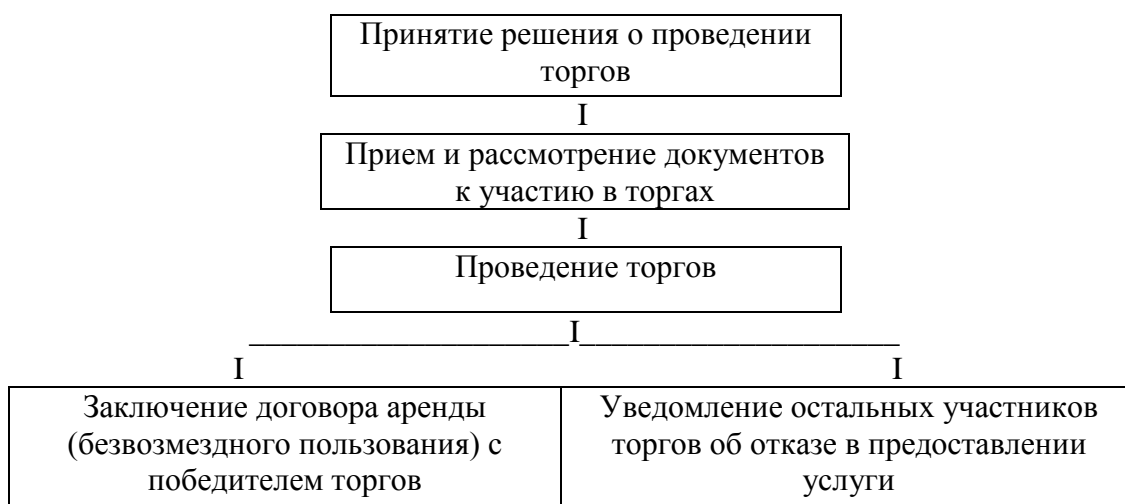 Принятие решения о проведении
торгов
I
Прием и рассмотрение документов
к участию в торгах
I
Проведение торгов
____________________I____________________
I I
Заключение договора аренды
(безвозмездного пользования) с
победителем торгов
Уведомление остальных участников
торгов об отказе в предоставлении
услуги